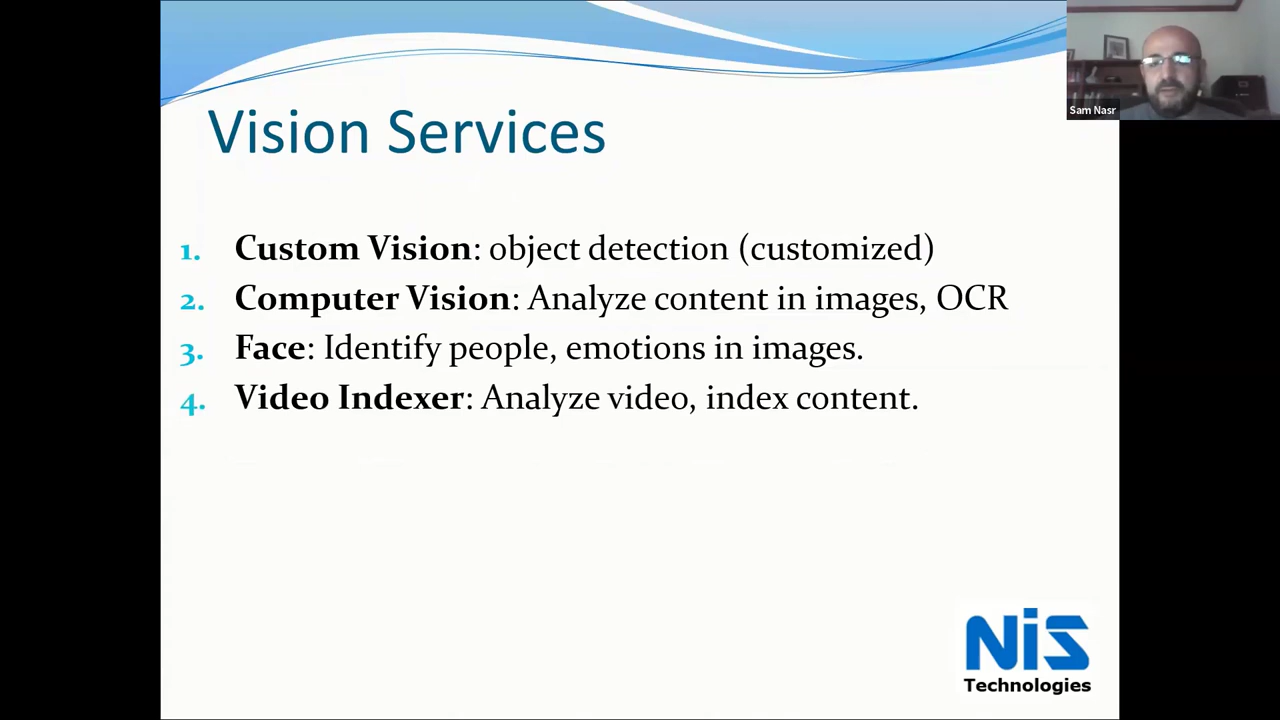 Sam Nasr
Vision Services
1. Custom Vision: object detection (customized)
2. Computer Vision: Analyze content in images, OCR
3. Face: Identify people, emotions in images.
4. Video Indexer: Analyze video, index content.
NiS
Technologies